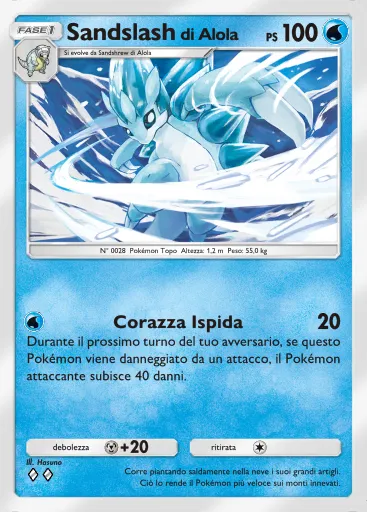 FASE 1
Sandslash di Alola PS 100
Si evolve da Sandshrew di Alola
N° 0028 Pokémon Topo Altezza: 1,2 m Peso: 55,0 kg
Corazza Ispida 20
Durante il prossimo turno del tuo avversario, se questo
Pokémon viene danneggiato da un attacco, il Pokémon
attaccante subisce 40 danni.
debolezza +20 ritirata
Ill. Hasuno
Corre piantando saldamente nella neve i suoi grandi artigli.
Ciò lo rende il Pokémon più veloce sui monti innevati.